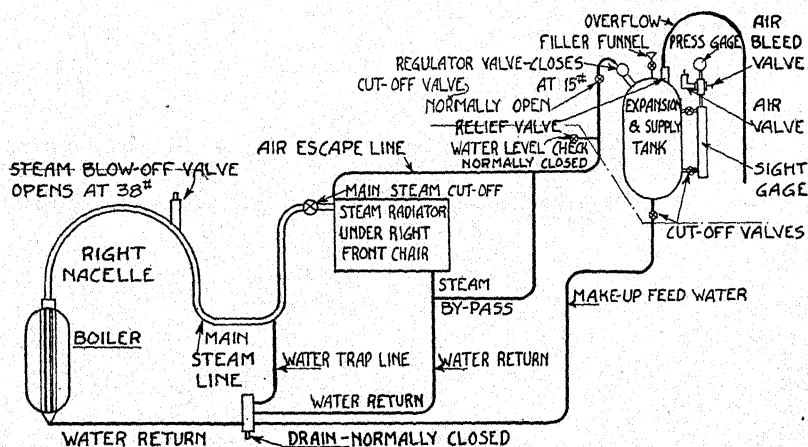 OVERFLOW
AIR
BLEED
VALVE
FILLER FUNNEL
PRESS GAGE
REGULATOR VALVE-CLOSES
AT 15#
CUT-OFF VALVE
NORMALLY OPEN
EXPANSION
& SUPPLY
TANK
AIR
VALVE
RELIEF VALVE
WATER LEVEL CHECK
NORMALLY CLOSED
AIR ESCAPE LINE
SIGHT
GAGE
STEAM BLOW-OFF-VALVE
OPENS AT 38#
MAIN STEAM CUT-OFF
STEAM RADIATOR
UNDER RIGHT
FRONT CHAIR
CUT-OFF VALVES
RIGHT
NACELLE
STEAM
BY-PASS
MAKE-UP FEED WATER
BOILER
MAIN
STEAM
LINE
WATER TRAP LINE
WATER RETURN
WATER RETURN
WATER RETURN
DRAIN-NORMALLY CLOSED